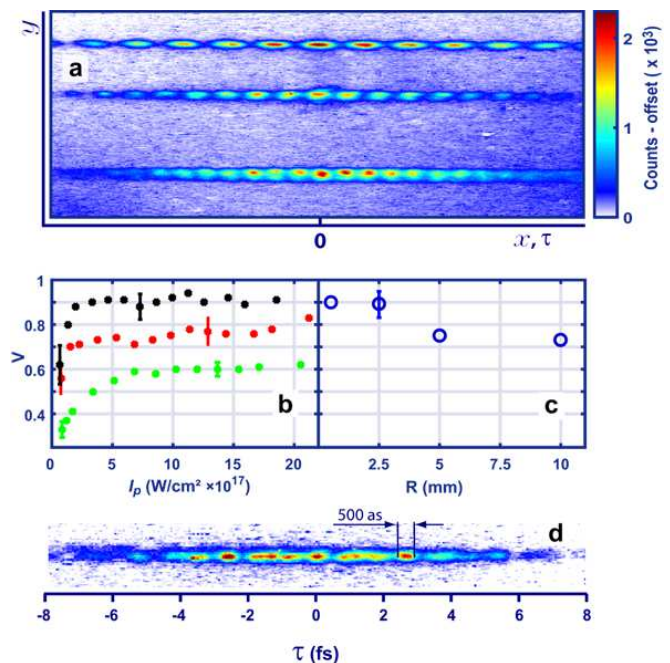 y
a
0
x, τ
2
1
0
Counts - offset ( x 10³)
1
0.8
0.6
0.4
V
b
c
0 5 10 15 20
I_p (W/cm² ×10¹⁷)
0 2.5 5 7.5 10
R (mm)
500 as
d
-8 -6 -4 -2 0 2 4 6 8
τ (fs)